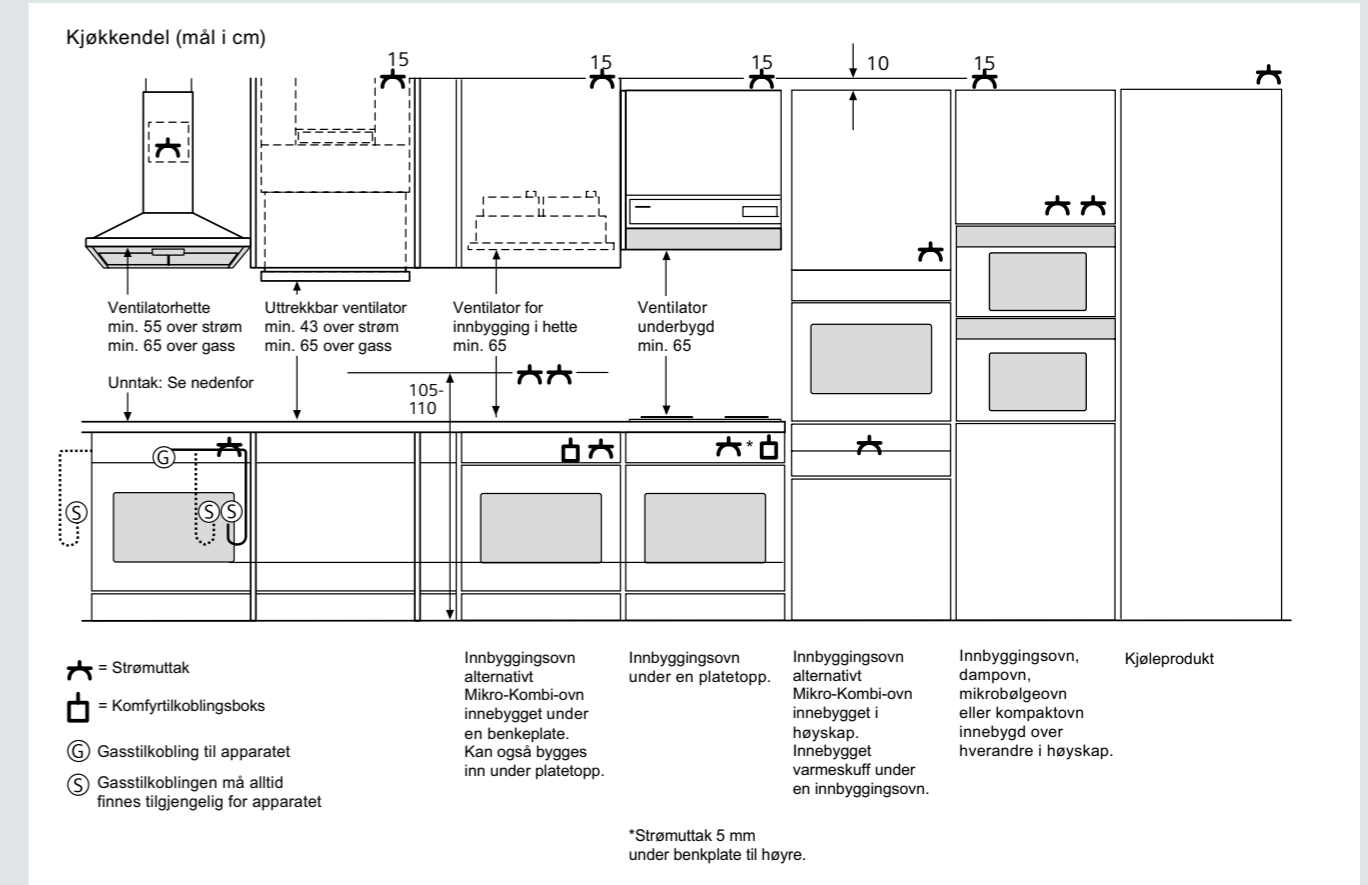 Kjøkkendel (mål i cm)
15
15
15
10
15
Ventilatorhette
min. 55 over strøm
min. 65 over gass
Unntak: Se nedenfor
Uttrekkbar ventilator
min. 43 over strøm
min. 65 over gass
Ventilator for
innbygging i hette
min. 65
Ventilator
underbygd
min. 65
105-
110
G
*
S
S
S
= Strømuttak
= Komfyrtilkoblingsboks
G Gasstilkobling til apparatet
S Gasstilkoblingen må alltid
finnes tilgjengelig for apparatet
Innbyggingsovn
alternativt
Mikro-Kombi-ovn
innebygget under
en benkeplate.
Kan også bygges
inn under platetopp.
Innbyggingsovn
under en platetopp.
Innbyggingsovn
alternativt
Mikro-Kombi-ovn
innebygget i
høyskap.
Innebygget
varmeskuff under
en innbyggingsovn.
Innbyggingsovn,
dampovn,
mikrobølgeovn
eller kompaktovn
innebygd over
hverandre i høyskap.
Kjøleprodukt
*Strømuttak 5 mm
under benkplate til høyre.